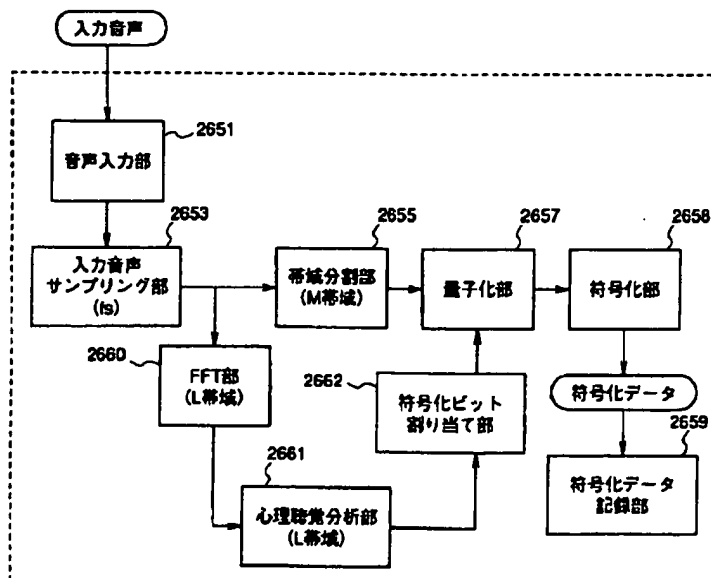 入力音声
2651
音声入力部
2653
入力音声
サンプリング部
(fs)
2655
帯域分割部
(M帯域)
2657
量子化部
2658
符号化部
2660
FFT部
(L帯域)
2662
符号化ビット
割り当て部
符号化データ
2661
心理聴覚分析部
(L帯域)
2659
符号化データ
記録部